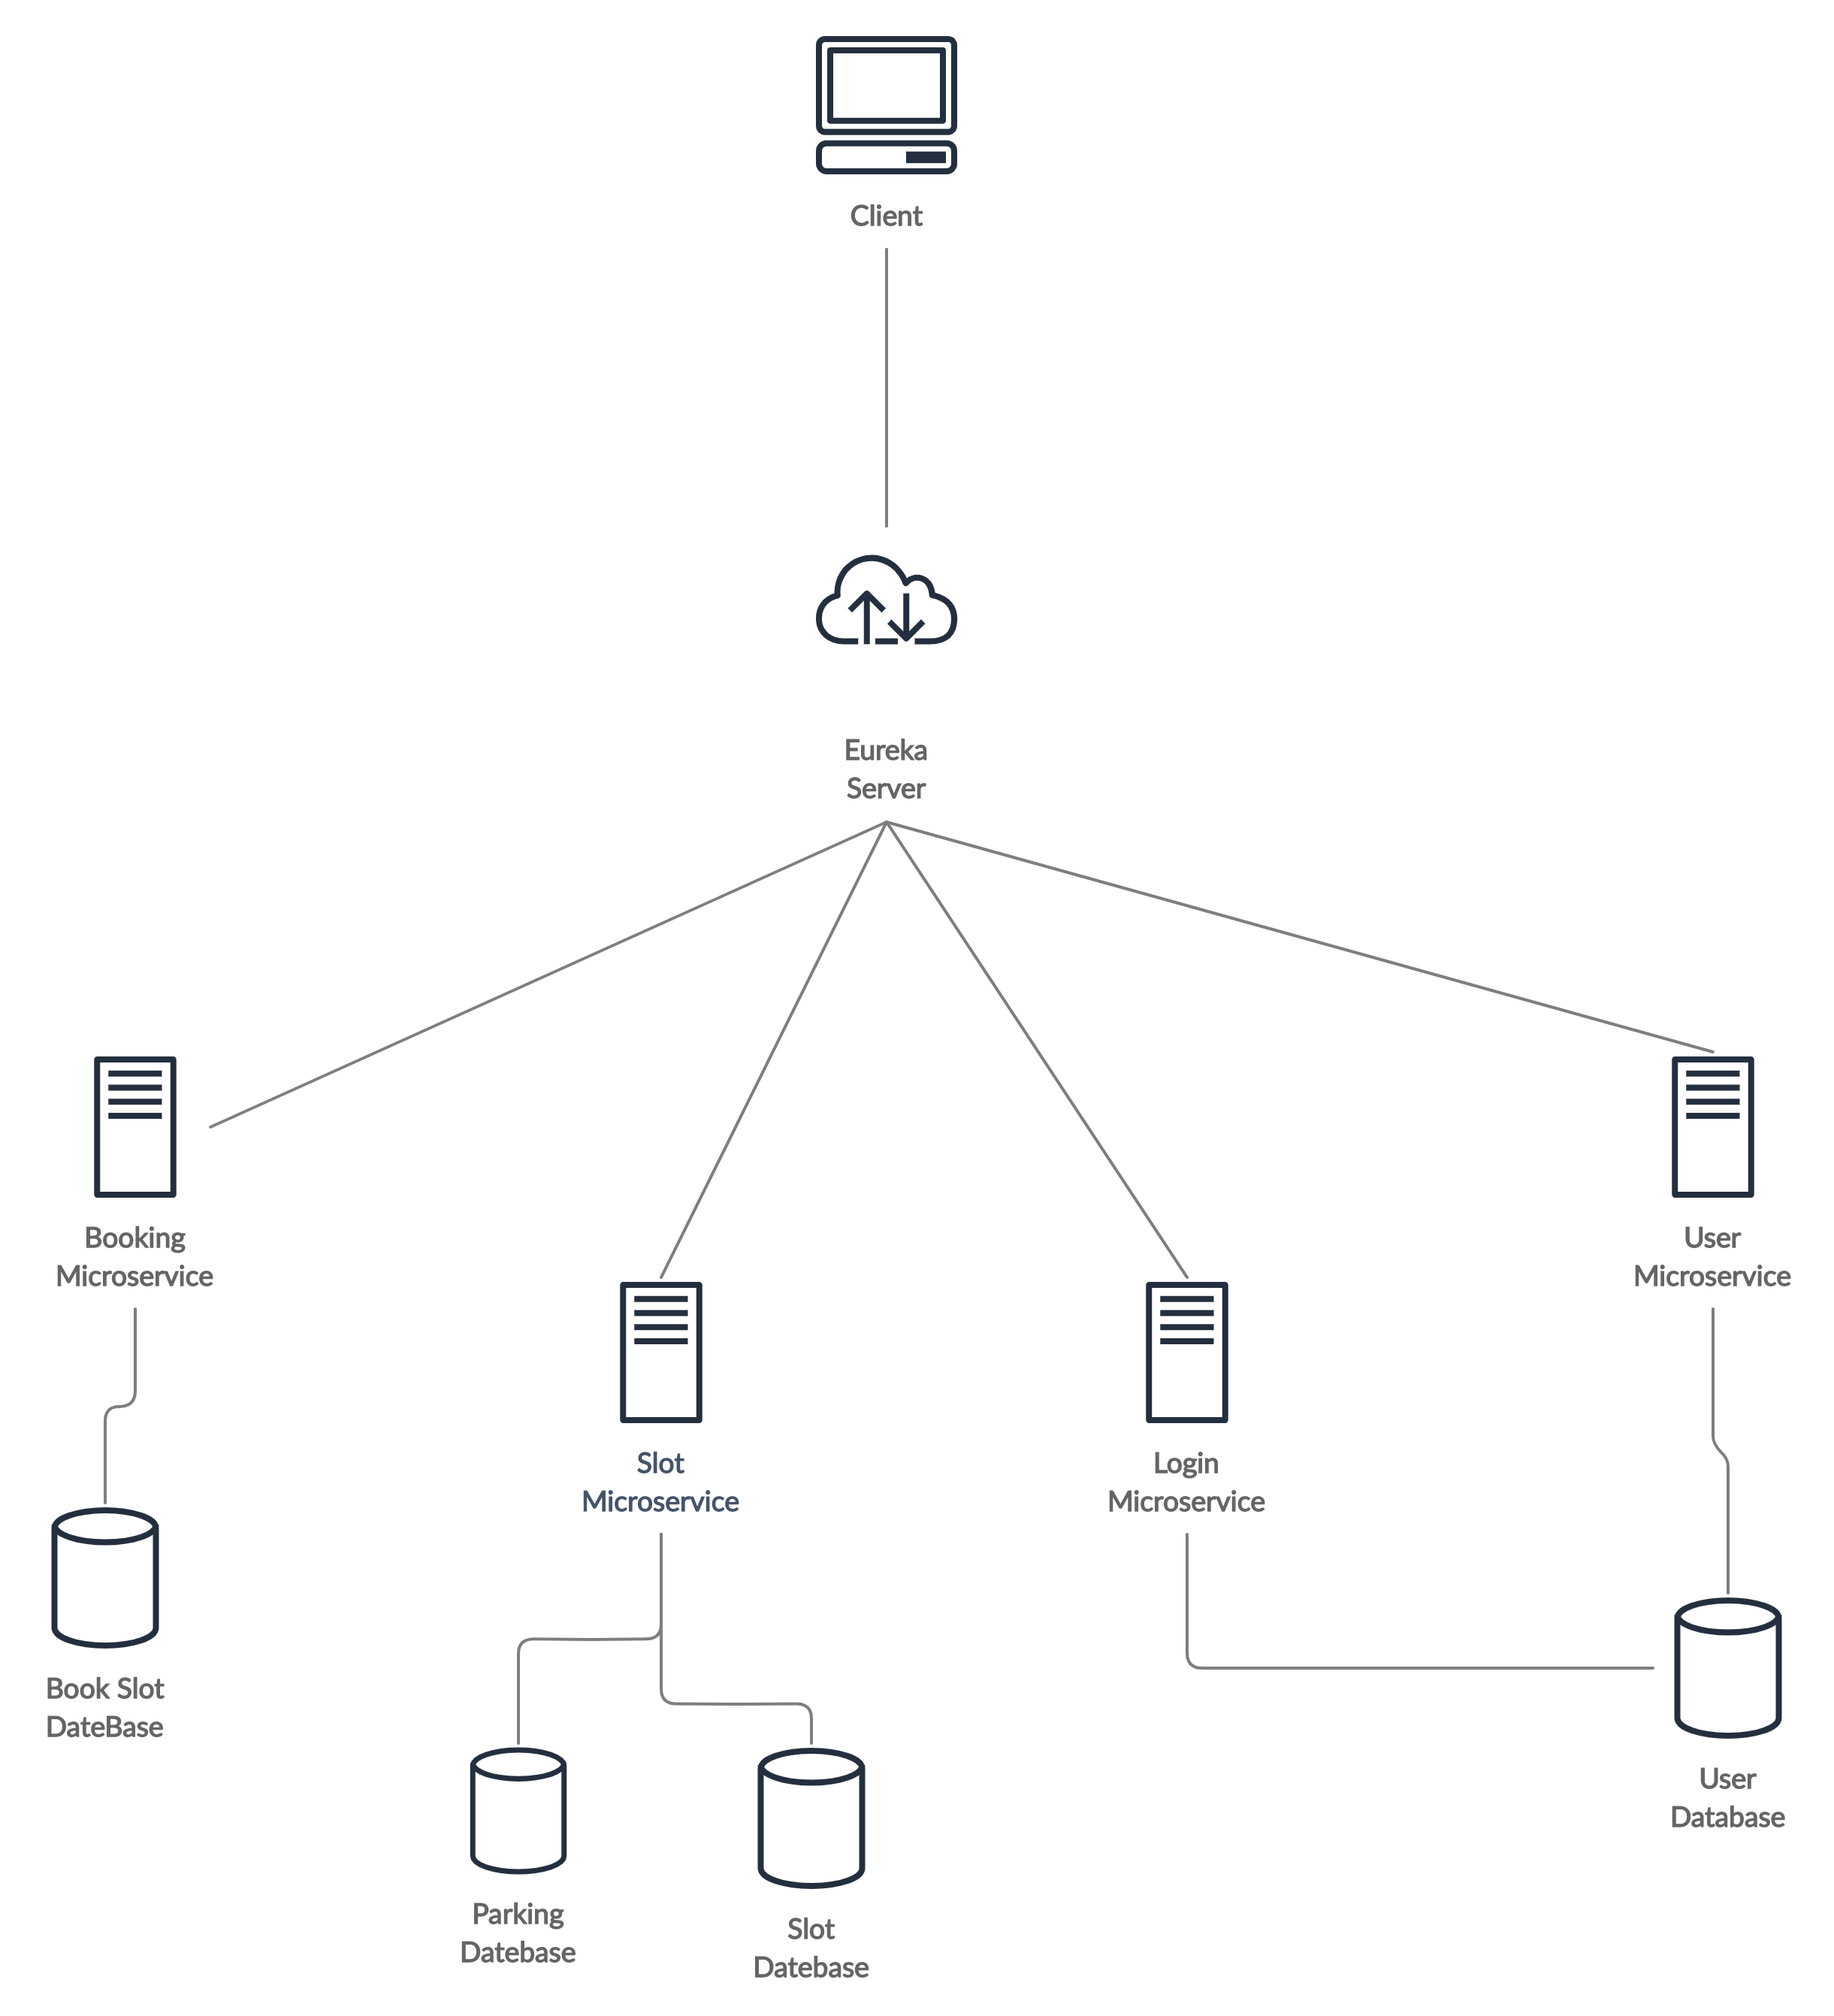 Client
Eureka
Server
Booking
Microservice
User
Microservice
Slot
Microservice
Login
Microservice
Book Slot
DateBase
User
Database
Parking
Datebase
Slot
Datebase